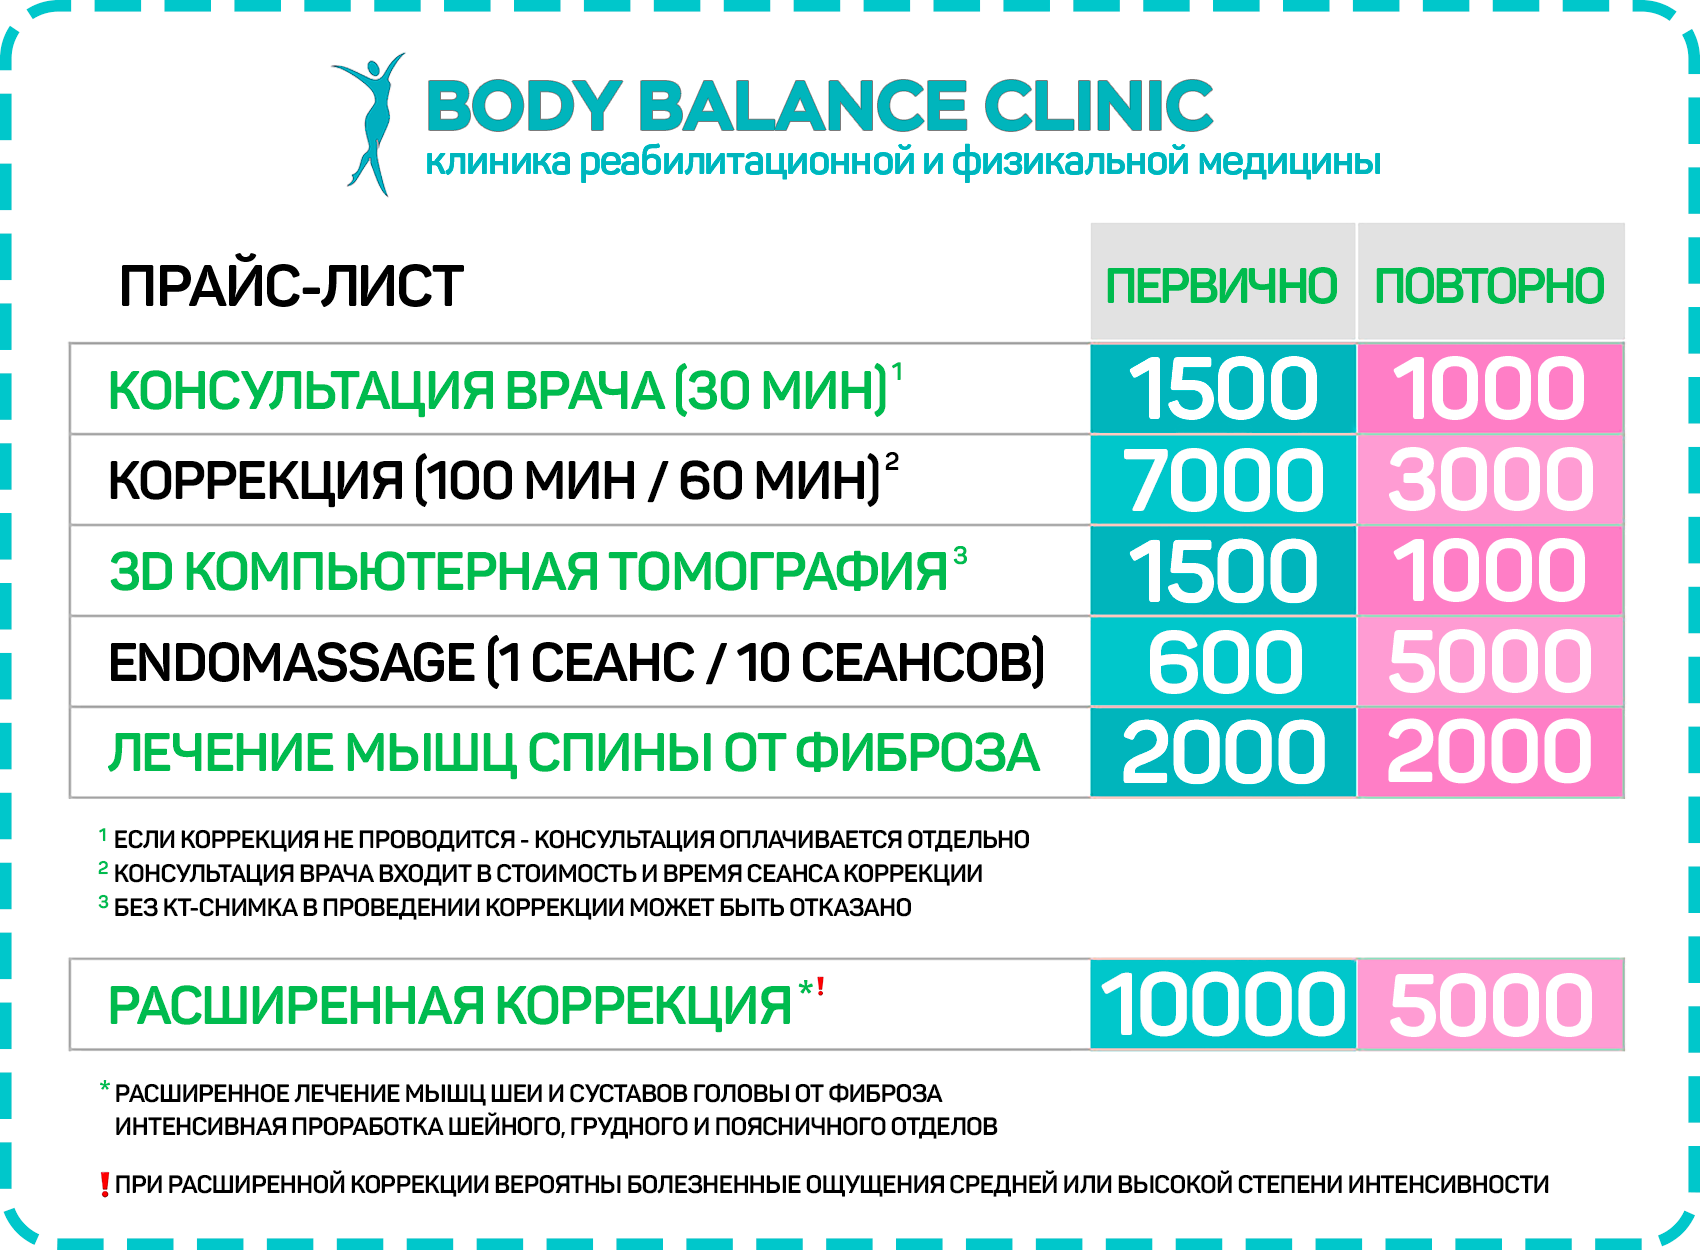 BODY BALANCE CLINIC
клиника реабилитационной и физикальной медицины
ПРАЙС-ЛИСТ ПЕРВИЧНО ПОВТОРНО
КОНСУЛЬТАЦИЯ ВРАЧА (30 МИН)¹ 1500 1000
КОРРЕКЦИЯ (100 МИН / 60 МИН)² 7000 3000
3D КОМПЬЮТЕРНАЯ ТОМОГРАФИЯ³ 1500 1000
ENDOMASSAGE (1 СЕАНС / 10 СЕАНСОВ) 600 5000
ЛЕЧЕНИЕ МЫШЦ СПИНЫ ОТ ФИБРОЗА 2000 2000
¹ ЕСЛИ КОРРЕКЦИЯ НЕ ПРОВОДИТСЯ - КОНСУЛЬТАЦИЯ ОПЛАЧИВАЕТСЯ ОТДЕЛЬНО
² КОНСУЛЬТАЦИЯ ВРАЧА ВХОДИТ В СТОИМОСТЬ И ВРЕМЯ СЕАНСА КОРРЕКЦИИ
³ БЕЗ КТ-СНИМКА В ПРОВЕДЕНИИ КОРРЕКЦИИ МОЖЕТ БЫТЬ ОТКАЗАНО
РАСШИРЕННАЯ КОРРЕКЦИЯ*! 10000 5000
* РАСШИРЕННОЕ ЛЕЧЕНИЕ МЫШЦ ШЕИ И СУСТАВОВ ГОЛОВЫ ОТ ФИБРОЗА
ИНТЕНСИВНАЯ ПРОРАБОТКА ШЕЙНОГО, ГРУДНОГО И ПОЯСНИЧНОГО ОТДЕЛОВ
! ПРИ РАСШИРЕННОЙ КОРРЕКЦИИ ВЕРОЯТНЫ БОЛЕЗНЕННЫЕ ОЩУЩЕНИЯ СРЕДНЕЙ ИЛИ ВЫСОКОЙ СТЕПЕНИ ИНТЕНСИВНОСТИ